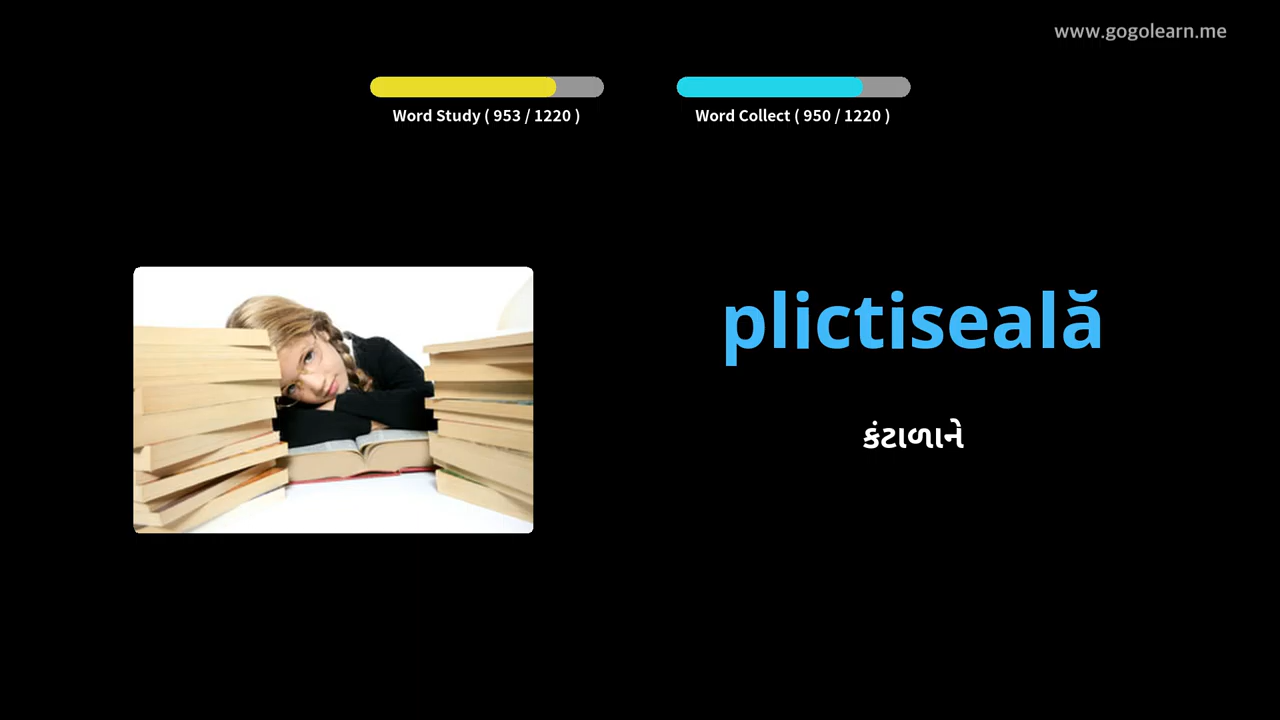 www.gogolearn.me
Word Study ( 953 / 1220 )
Word Collect ( 950 / 1220 )
plictiseală
કંટાળાને